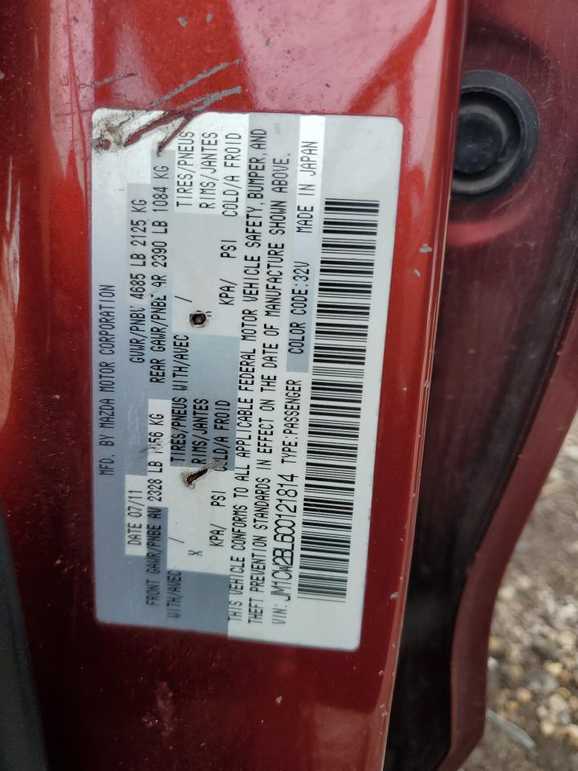 MFD. BY MAZDA MOTOR CORPORATION
DATE 07/11 GVWR/PNBV 4685 LB 2125 KG
FRONT GAWR/PNBE AV 2328 LB KG REAR GAWR/PNBE AR 2390 LB 1084 KG
WITH/AVEC / TIRES/PNEUS WITH/AVEC / TIRES/PNEUS
X RIMS/JANTES RIMS/JANTES
KPA/ PSI COLD/A FROID KPA/ PSI COLD/A FROID
THIS VEHICLE CONFORMS TO ALL APPLICABLE FEDERAL MOTOR VEHICLE SAFETY, BUMPER, AND
THEFT PREVENTION STANDARDS IN EFFECT ON THE DATE OF MANUFACTURE SHOWN ABOVE.
VIN: JM1CW2BL6C0121814 TYPE:PASSENGER COLOR CODE:32V MADE IN JAPAN